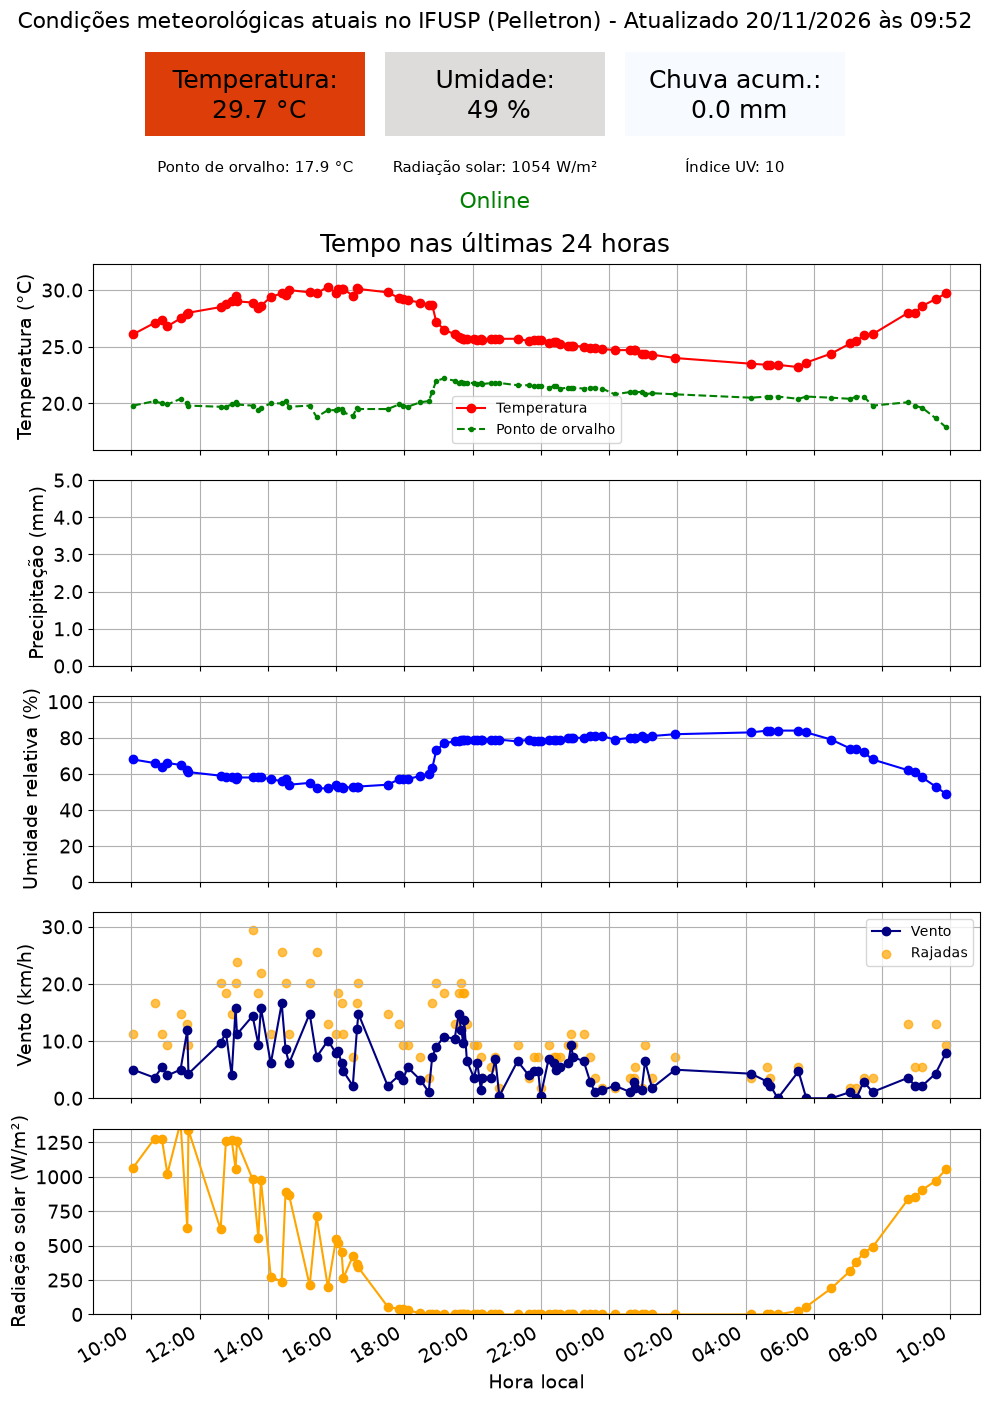 Condições meteorológicas atuais no IFUSP (Pelletron) - Atualizado 20/11/2026 às 09:52
Temperatura:
29.7 °C
Umidade:
49 %
Chuva acum.:
0.0 mm
Ponto de orvalho: 17.9 °C
Radiação solar: 1054 W/m²
Índice UV: 10
Online
Tempo nas últimas 24 horas
Temperatura (°C)
30.0
25.0
20.0
Temperatura
Ponto de orvalho
Precipitação (mm)
5.0
4.0
3.0
2.0
1.0
0.0
Umidade relativa (%)
100
80
60
40
20
0
Vento (km/h)
30.0
20.0
10.0
0.0
Vento
Rajadas
Radiação solar (W/m²)
1250
1000
750
500
250
0
10:00
12:00
14:00
16:00
18:00
20:00
22:00
00:00
02:00
04:00
06:00
08:00
10:00
Hora local